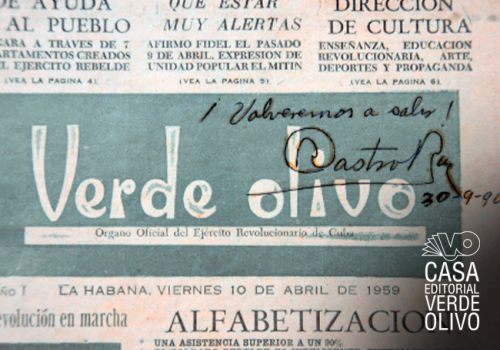 DE AYUDA
AL PUEBLO
ARA A TRAVES DE 7
ARTAMENTOS CREADOS
EL EJERCITO REBELDE
(VEA LA PAGINA 4)
QUE ESTAR
MUY ALERTAS
AFIRMO FIDEL EL PASADO
9 DE ABRIL, EXPRESION DE
UNIDAD POPULAR EL MITIN
(VEA LA PAGINA 5)
DIRECCION
DE CULTURA
ENSEÑANZA, EDUCACION
REVOLUCIONARIA, ARTE,
DEPORTES Y PROPAGANDA
(VEA LA PAGINA 6)
¡Volveremos a salir!
Castro Ruz
30-9-90
Verde olivo
Organo Oficial del Ejército Revolucionario de Cuba
ÑO I LA HABANA, VIERNES 10 DE ABRIL DE 1959
evolución en marcha
ALFABETIZACIO
UNA ASISTENCIA SUPERIOR A UN 90%
VO
CASA
EDITORIAL
VERDE
OLIVO